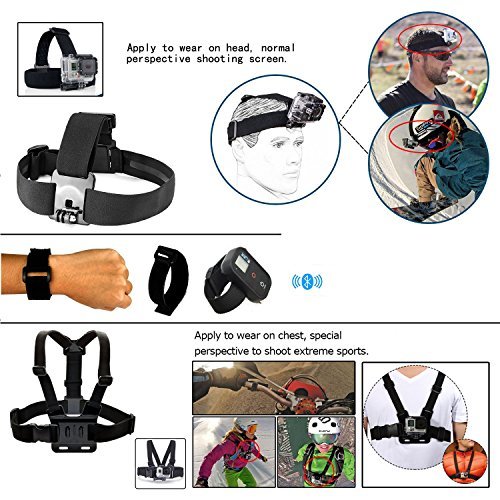 Apply to wear on head, normal
perspective shooting screen.
Apply to wear on chest, special
perspective to shoot extreme sports.